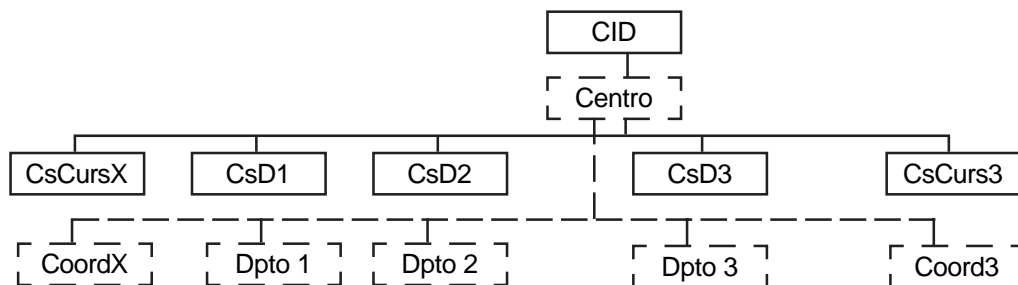 CID
Centro
CsCursX CsD1 CsD2 CsD3 CsCurs3
CoordX Dpto 1 Dpto 2 Dpto 3 Coord3